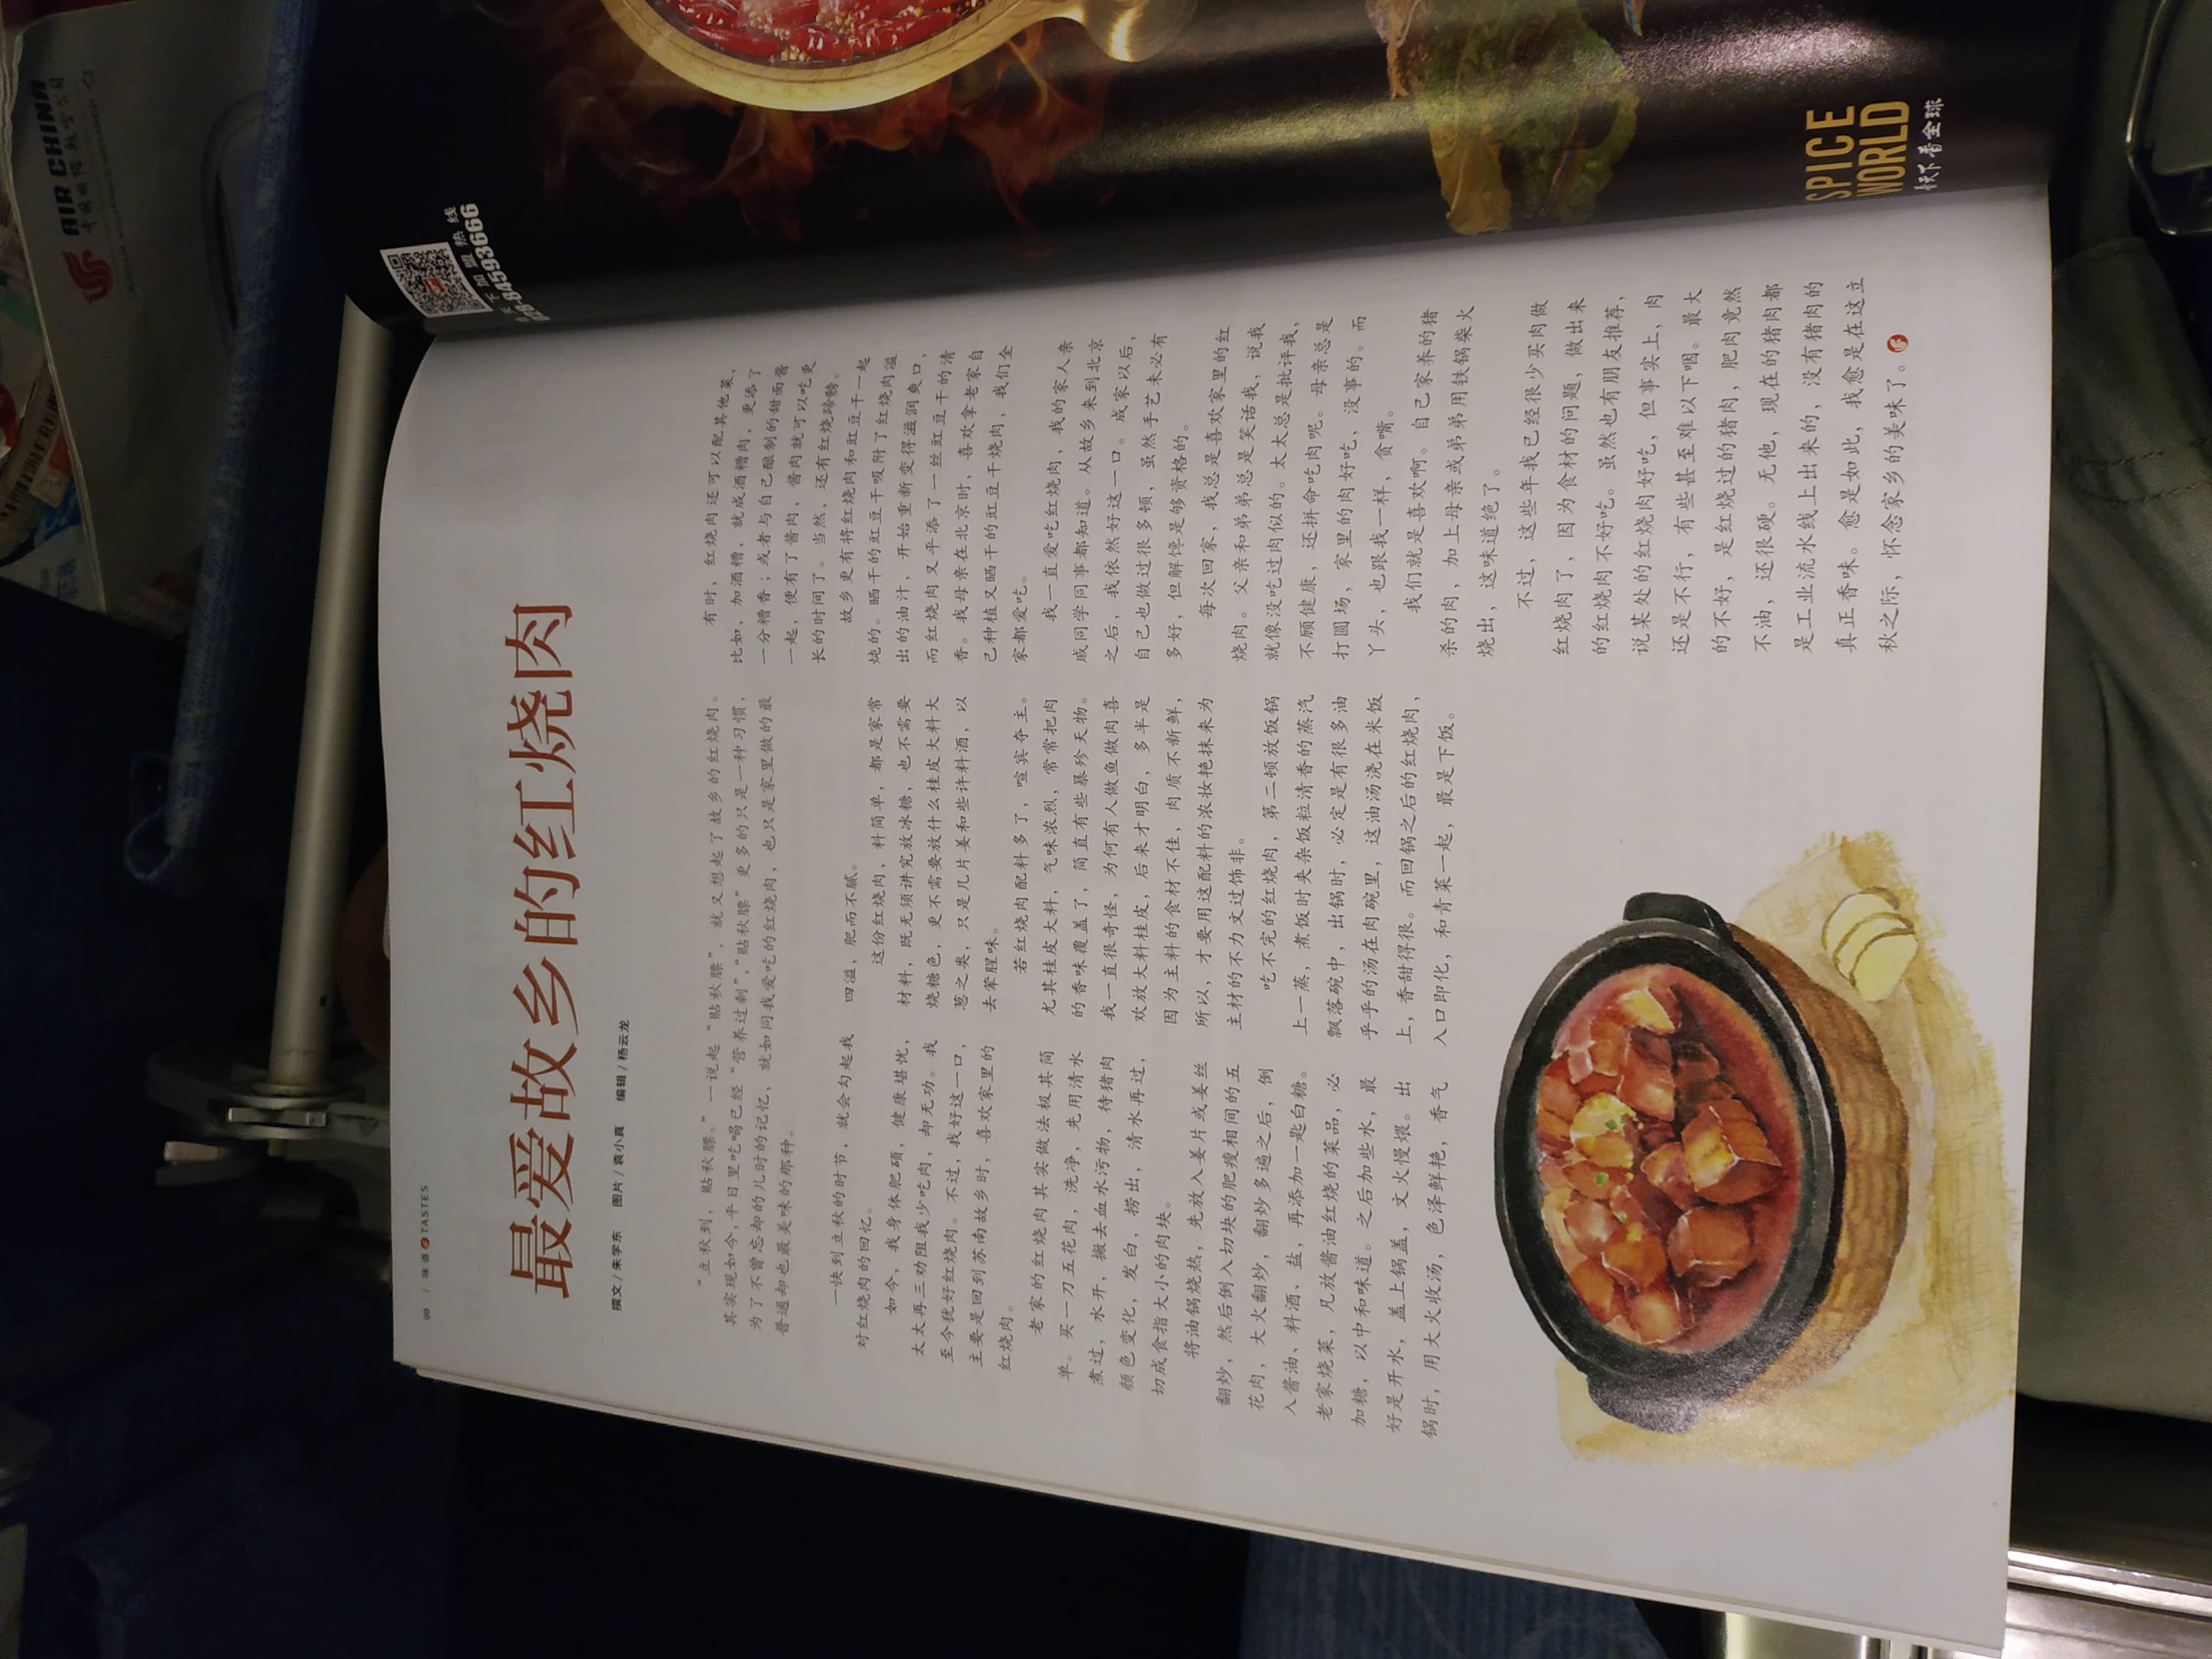 AIR CHINA
中国国际航空公司
A STAR ALLIANCE MEMBER
99 | 味道 TASTES
最爱故乡的红烧肉
撰文/朱学东 图片/袁小真 编辑/杨云龙
“立秋到，贴秋膘。”一说起“贴秋膘”，就又想起了故乡的红烧肉。
其实现如今，平日里吃喝已经“营养过剩”，“贴秋膘”更多的只是一种习惯，
为了不曾忘却的儿时的记忆，就如同我爱吃的红烧肉，也只是家里做的最
普通却也最美味的那种。
一快到立秋的时节，就会勾起我
对红烧肉的回忆。
如今，我身体肥硕，健康堪忧，
太太再三劝阻我少吃肉，却无功。我
至今犹好红烧肉。不过，我好这一口，
主要是回到苏南故乡时，喜欢家里的
红烧肉。
老家的红烧肉其实做法极其简
单。买一刀五花肉，洗净，先用清水
煮过，水开，撇去血水污物，待猪肉
颜色变化，发白，捞出，清水再过，
切成食指大小的肉块。
将油锅烧热，先放入姜片或姜丝
翻炒，然后倒入切块的肥瘦相间的五
花肉，大火翻炒，翻炒多遍之后，倒
入酱油、料酒、盐，再添加一匙白糖。
老家烧菜，凡放酱油红烧的菜品，必
加糖，以中和味道。之后加些水，最
好是开水，盖上锅盖，文火慢煨。出
锅时，用大火收汤，色泽鲜艳，香气
四溢，肥而不腻。
这份红烧肉，料简单，都是家常
材料，既无须讲究放冰糖，也不需要
烧糖色，更不需要放什么桂皮大料大
葱之类，只是几片姜和些许料酒，以
去荤腥味。
若红烧肉配料多了，喧宾夺主。
尤其桂皮大料，气味浓烈，常常把肉
的香味覆盖了，简直有些暴殄天物。
我一直很奇怪，为何有人做鱼做肉喜
欢放大料桂皮，后来才明白，多半是
因为主料的食材不佳，肉质不新鲜，
所以，才要用这配料的浓妆艳抹来为
主材的不力文过饰非。
吃不完的红烧肉，第二顿放饭锅
上一蒸，煮饭时夹杂饭粒清香的蒸汽
飘落碗中，出锅时，必定是有很多油
乎乎的汤在肉碗里，这油汤浇在米饭
上，香甜得很。而回锅之后的红烧肉，
入口即化，和青菜一起，最是下饭。
有时，红烧肉还可以配其他菜，
比如，加酒糟，就成酒糟肉，更添了
一分糟香；或者与自己酿制的甜面酱
一起，便有了酱肉，酱肉就可以吃更
长的时间了。当然，还有红烧蹄髈。
故乡更有将红烧肉和豇豆干一起
炖的。晒干的豇豆干吸附了红烧肉溢
出的油汁，开始重新变得滋润爽口，
而红烧肉又平添了一丝豇豆干的清
香。我母亲在北京时，喜欢拿老家自
己种植又晒干的豇豆干烧肉，我们全
家都爱吃。
我一直爱吃红烧肉，我的家人亲
戚同学同事都知道。从故乡来到北京
之后，我依然好这一口。成家以后，
自己也做过很多顿，虽然手艺未必有
多好，但解馋是够资格的。
每次回家，我总是喜欢家里的红
烧肉。父亲和弟弟总是笑话我，说我
就像没吃过肉似的。太太总是批评我，
不顾健康，还拼命吃肉呢。母亲总是
打圆场，家里的肉好吃，没事的。而
丫头，也跟我一样，贪嘴。
我们就是喜欢啊。自己家养的猪
杀的肉，加上母亲或弟弟用铁锅柴火
烧出，这味道绝了。
不过，这些年我已经很少买肉做
红烧肉了，因为食材的问题，做出来
的红烧肉不好吃。虽然也有朋友推荐，
说某处的红烧肉好吃，但事实上，肉
还是不行，有些甚至难以下咽。最大
的不好，是红烧过的猪肉，肥肉竟然
不油，还很硬。无他，现在的猪肉都
是工业流水线上出来的，没有猪肉的
真正香味。愈是如此，我愈是在这立
秋之际，怀念家乡的美味了。
天下加盟热线
028-84593666
SPICE
WORLD
香天下 香全球